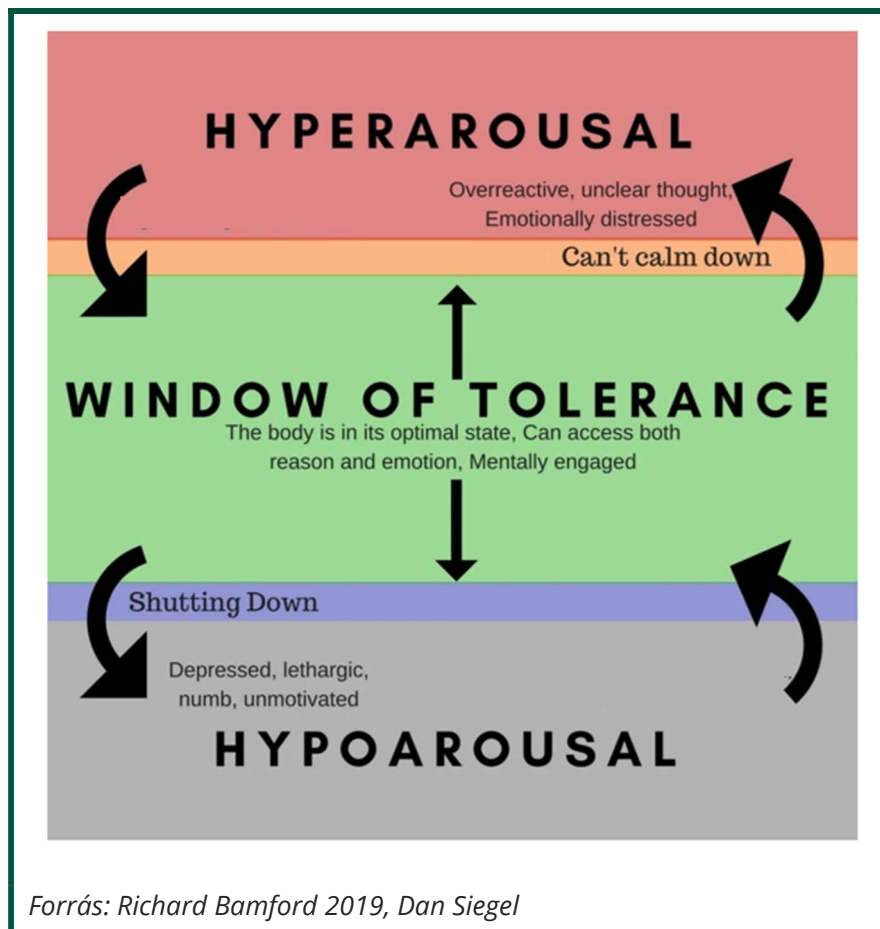 HYPERAROUSAL
Overreactive, unclear thought,
Emotionally distressed
Can't calm down
WINDOW OF TOLERANCE
The body is in its optimal state, Can access both
reason and emotion, Mentally engaged
Shutting Down
Depressed, lethargic,
numb, unmotivated
HYPOAROUSAL
Forrás: Richard Bamford 2019, Dan Siegel